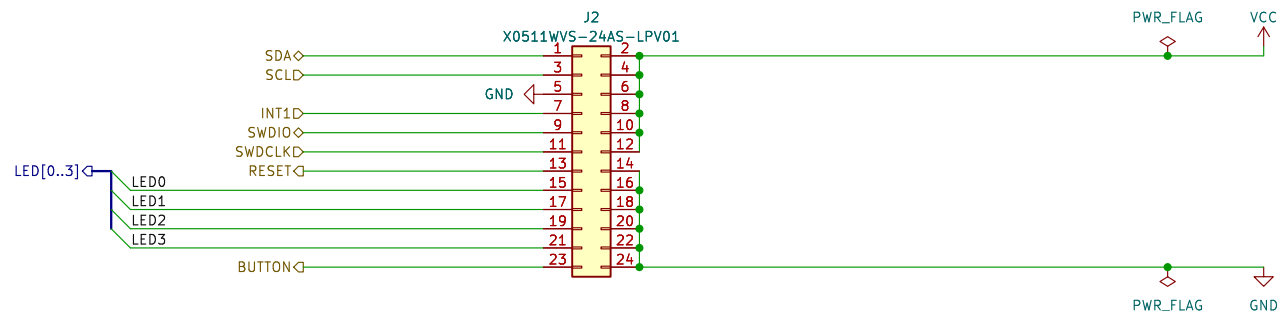 J2
X0511WVS-24AS-LPV01
PWR_FLAG
VCC
SDA
1
2
SCL
3
4
GND
5
6
INT1
7
8
SWDIO
9
10
SWDCLK
11
12
LED[0..3]
RESET
13
14
LED0
15
16
LED1
17
18
LED2
19
20
LED3
21
22
BUTTON
23
24
PWR_FLAG
GND